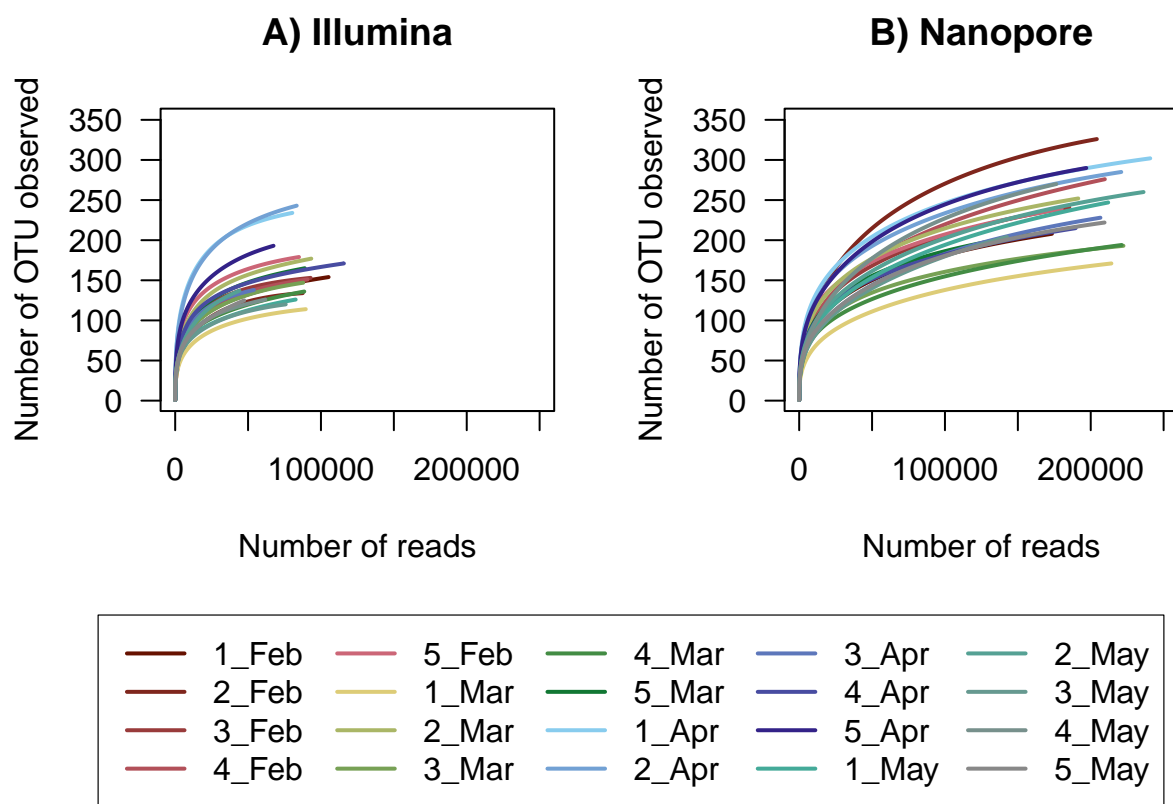 A) Illumina
B) Nanopore
Number of OTU observed
350
300
250
200
150
100
50
0
0
100000
200000
Number of reads
Number of OTU observed
350
300
250
200
150
100
50
0
0
100000
200000
Number of reads
1_Feb
2_Feb
3_Feb
4_Feb
5_Feb
1_Mar
2_Mar
3_Mar
4_Mar
5_Mar
1_Apr
2_Apr
3_Apr
4_Apr
5_Apr
1_May
2_May
3_May
4_May
5_May